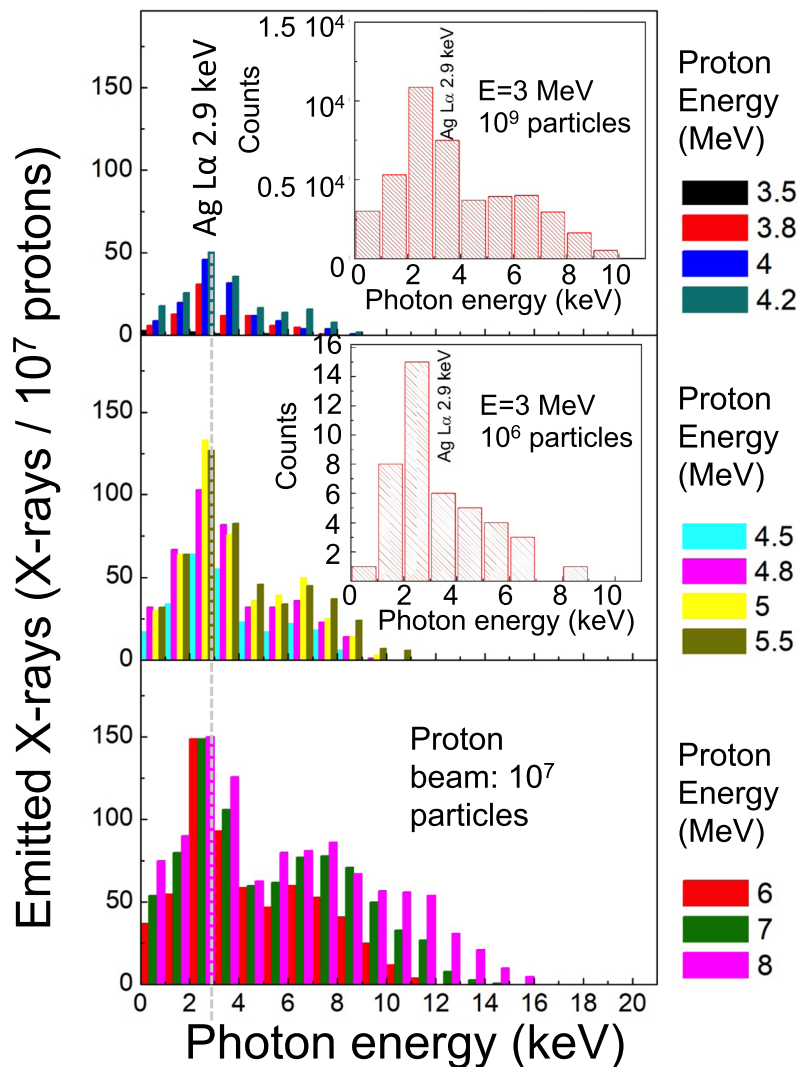 Emitted X-rays (X-rays / 10⁷ protons)
150
100
50
0
Ag Lα 2.9 keV
1.5 10⁴
10⁴
0.5 10⁴
0
Counts
Ag Lα 2.9 keV
E=3 MeV
10⁹ particles
0 2 4 6 8 10
Photon energy (keV)
Proton
Energy
(MeV)
3.5
3.8
4
4.2
150
100
50
0
16
14
12
10
8
6
4
2
Counts
Ag Lα 2.9 keV
E=3 MeV
10⁶ particles
0 2 4 6 8 10
Photon energy (keV)
Proton
Energy
(MeV)
4.5
4.8
5
5.5
150
100
50
0
Proton
beam: 10⁷
particles
Proton
Energy
(MeV)
6
7
8
0 2 4 6 8 10 12 14 16 18 20
Photon energy (keV)